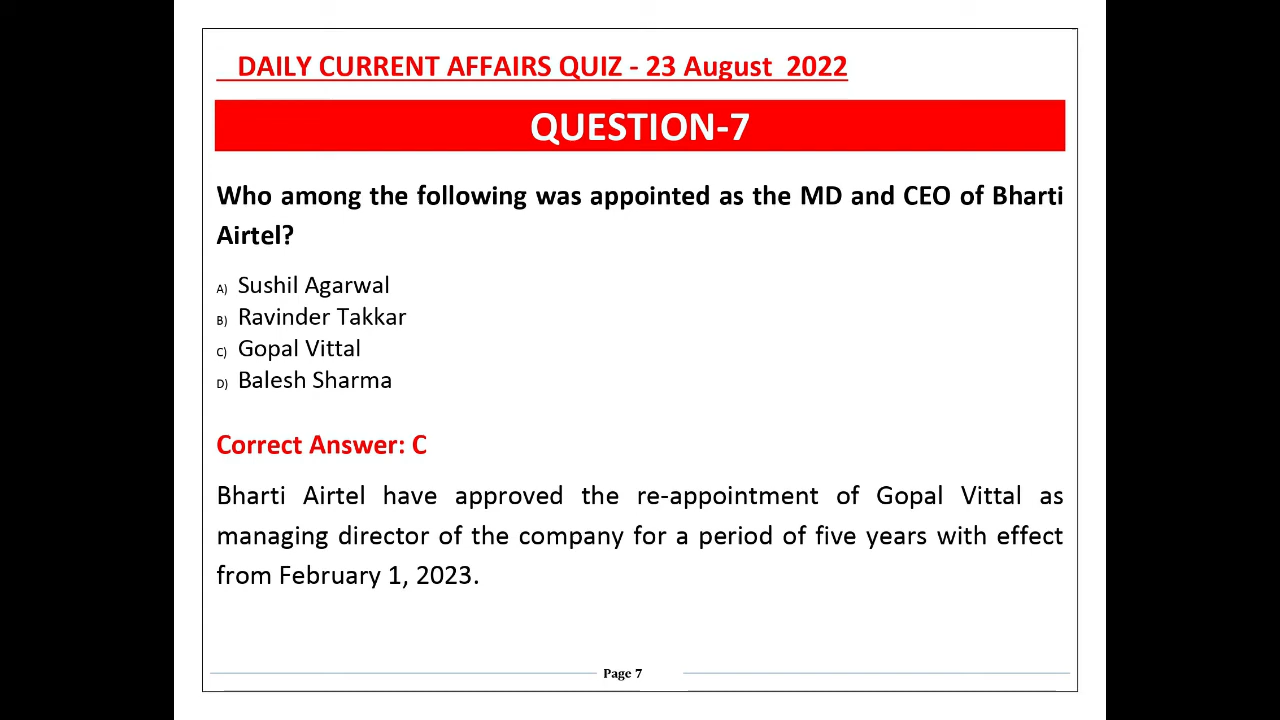 DAILY CURRENT AFFAIRS QUIZ - 23 August 2022
QUESTION-7
Who among the following was appointed as the MD and CEO of Bharti
Airtel?
A) Sushil Agarwal
B) Ravinder Takkar
C) Gopal Vittal
D) Balesh Sharma
Correct Answer: C
Bharti Airtel have approved the re-appointment of Gopal Vittal as
managing director of the company for a period of five years with effect
from February 1, 2023.
Page 7